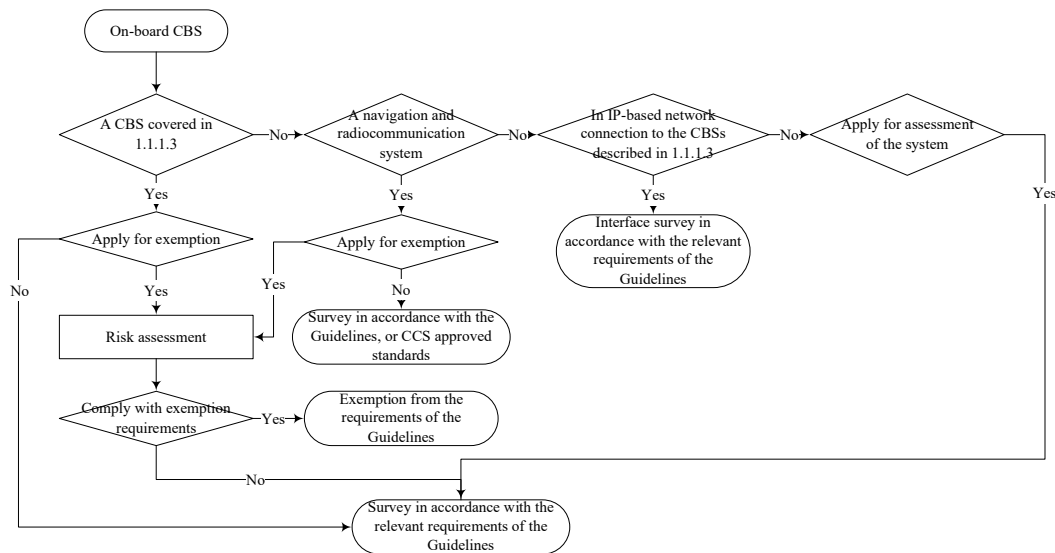 On-board CBS
A CBS covered in
1.1.1.3
No
A navigation and
radiocommunication
system
No
In IP-based network
connection to the CBSs
described in 1.1.1.3
No
Apply for assessment
of the system
Yes
Yes
Yes
Yes
Apply for exemption
Apply for exemption
Interface survey in
accordance with the relevant
requirements of the
Guidelines
No
Yes
Yes
No
Risk assessment
Survey in accordance with the
Guidelines, or CCS approved
standards
Comply with exemption
requirements
Yes
Exemption from the
requirements of the
Guidelines
No
Survey in accordance with the
relevant requirements of the
Guidelines